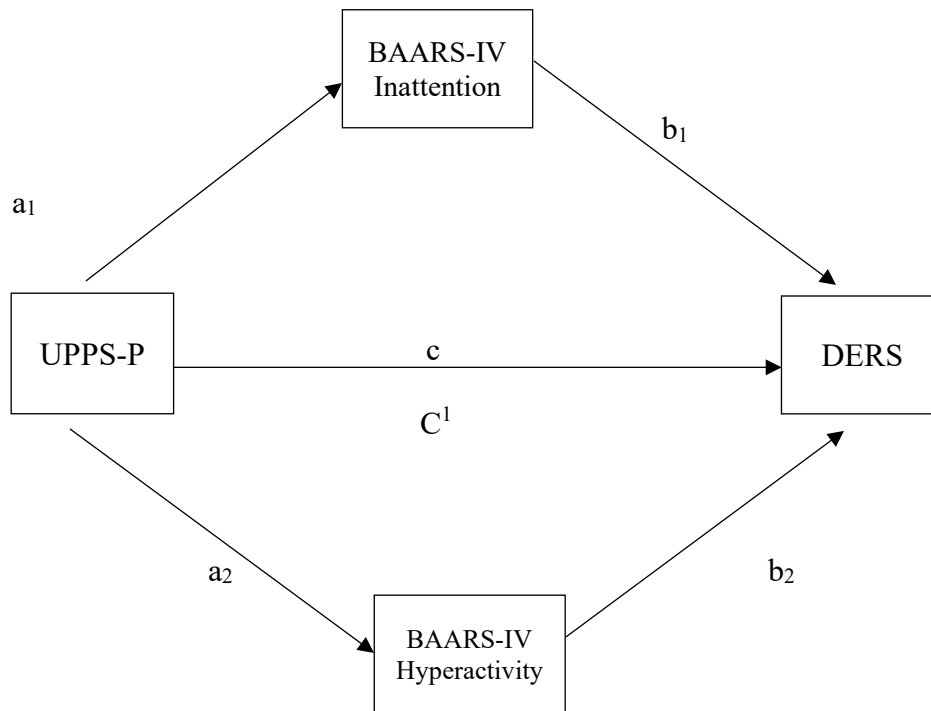 BAARS-IV
Inattention
b₁
a₁
UPPS-P
c
DERS
C¹
a₂
b₂
BAARS-IV
Hyperactivity